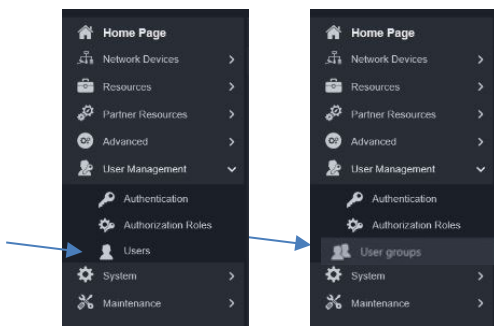 Home Page
Network Devices
Resources
Partner Resources
Advanced
User Management
Authentication
Authorization Roles
Users
System
Maintenance
Home Page
Network Devices
Resources
Partner Resources
Advanced
User Management
Authentication
Authorization Roles
User groups
System
Maintenance